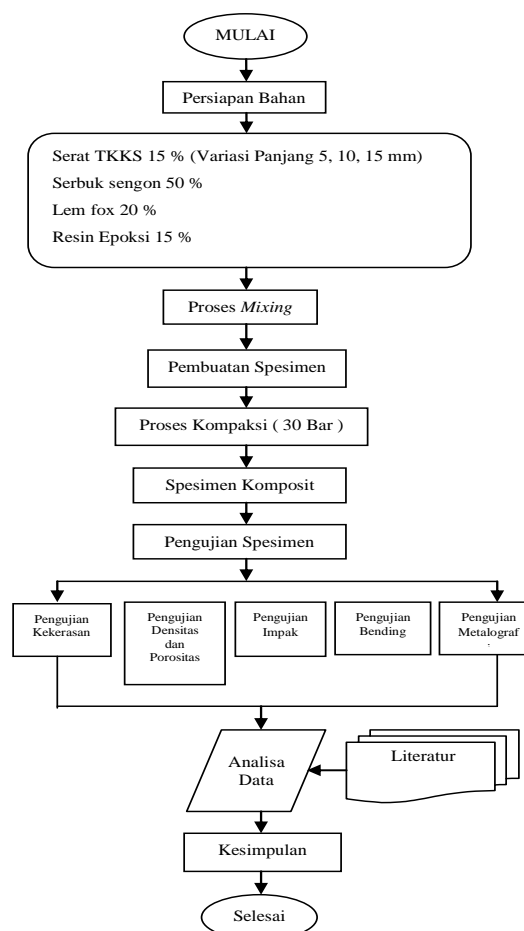 MULAI
Persiapan Bahan
Serat TKKS 15 % (Variasi Panjang 5, 10, 15 mm)
Serbuk sengon 50 %
Lem fox 20 %
Resin Epoksi 15 %
Proses Mixing
Pembuatan Spesimen
Proses Kompaksi ( 30 Bar )
Spesimen Komposit
Pengujian Spesimen
Pengujian
Kekerasan
Pengujian
Densitas
dan
Porositas
Pengujian
Impak
Pengujian
Bending
Pengujian
Metalograf
Analisa
Data
Literatur
Kesimpulan
Selesai